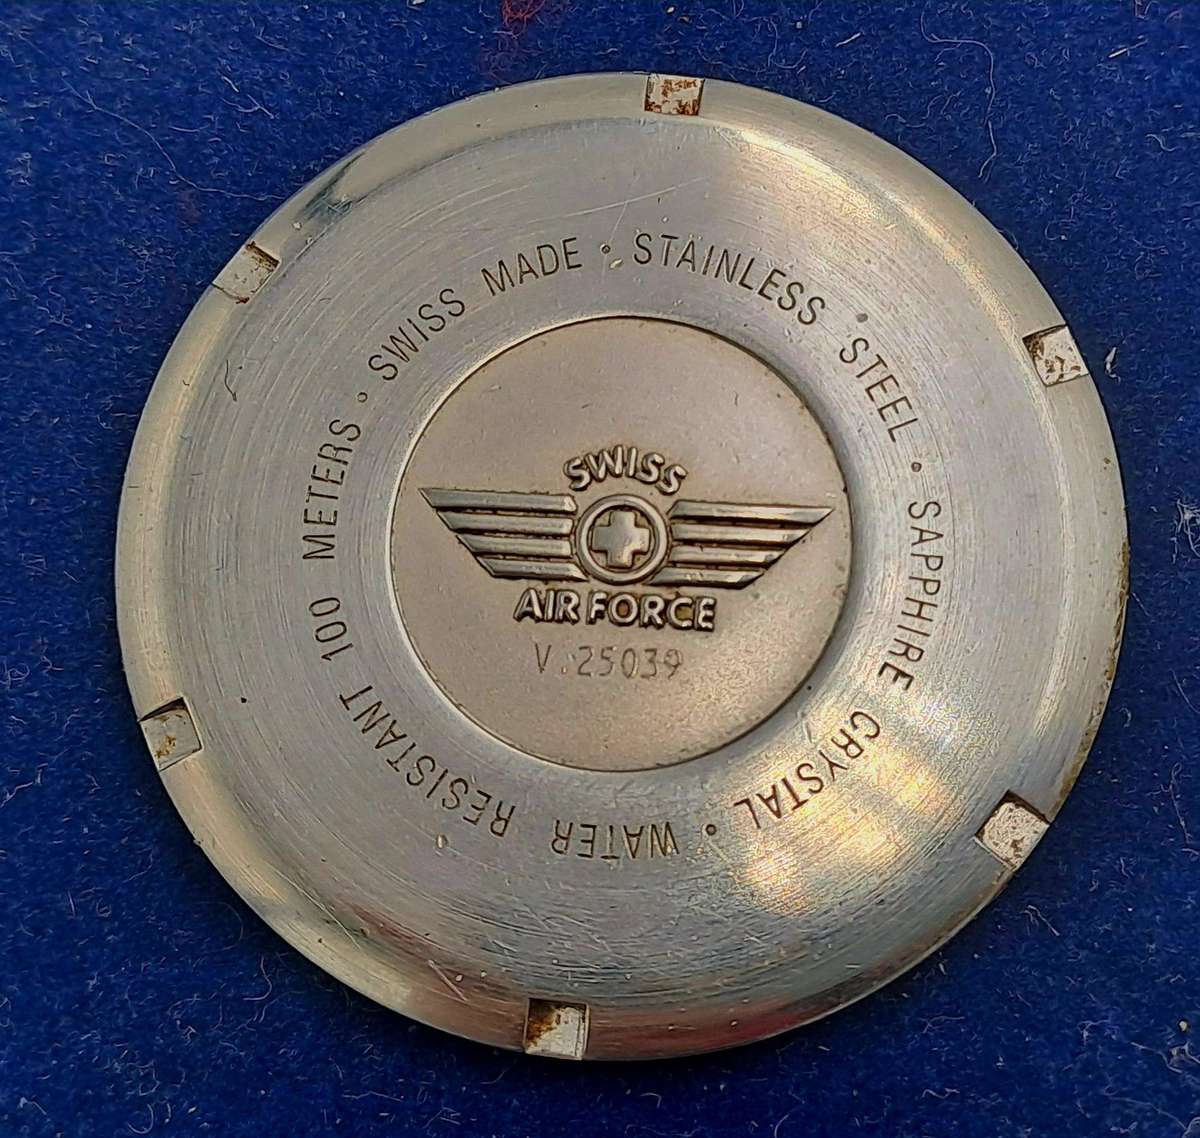 SWISS
AIR FORCE
V.25039
STAINLESS STEEL · SAPPHIRE CRYSTAL · WATER RESISTANT 100 METERS · SWISS MADE ·